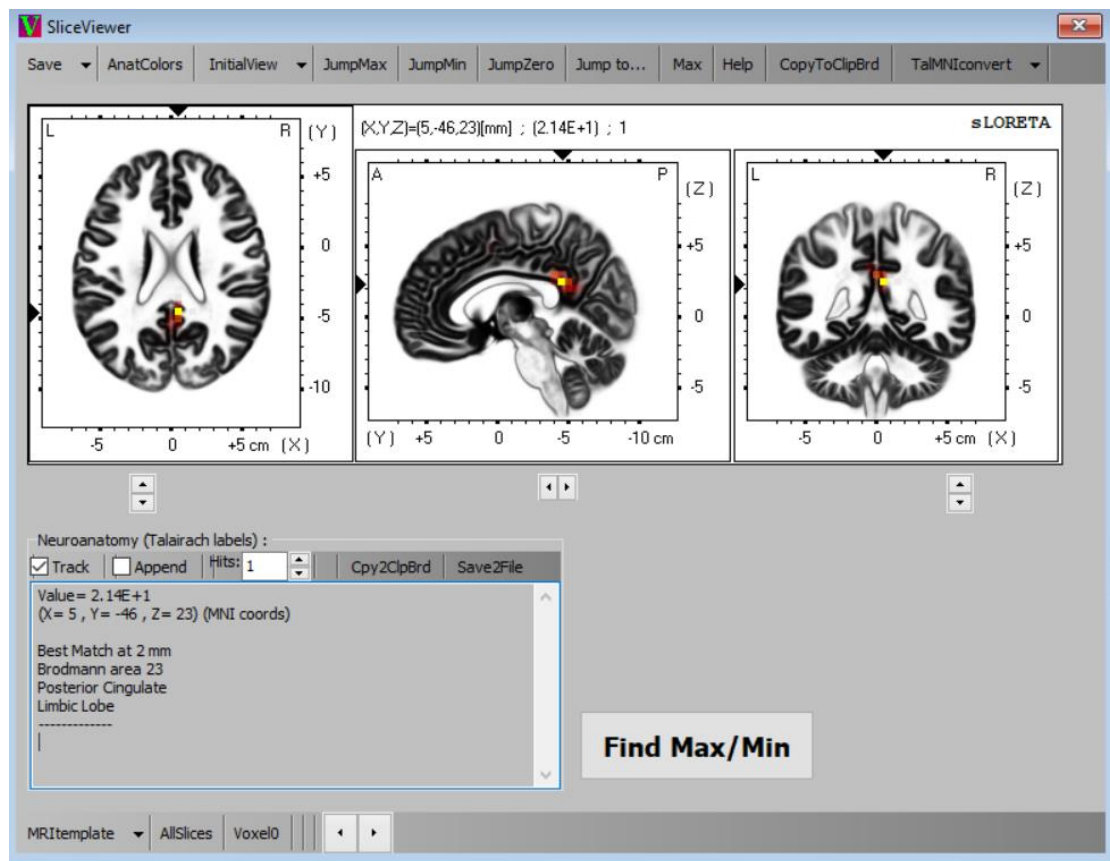 SliceViewer
Save AnatColors InitialView JumpMax JumpMin JumpZero Jump to... Max Help CopyToClipBrd TalMNIconvert
(X,Y,Z)=(5,-46,23)[mm] ; (2.14E+1) ; 1 sLORETA
L R (Y)
+5
0
-5
-10
-5 0 +5 cm (X)
A P (Z)
+5
0
-5
(Y) +5 0 -5 -10 cm
L R (Z)
+5
0
-5
-5 0 +5 cm (X)
Neuroanatomy (Talairach labels) :
Track Append Hits: 1 Cpy2ClpBrd Save2File
Value= 2.14E+1
(X= 5 , Y= -46 , Z= 23) (MNI coords)
Best Match at 2 mm
Brodmann area 23
Posterior Cingulate
Limbic Lobe
-------------
Find Max/Min
MRItemplate AllSlices Voxel0